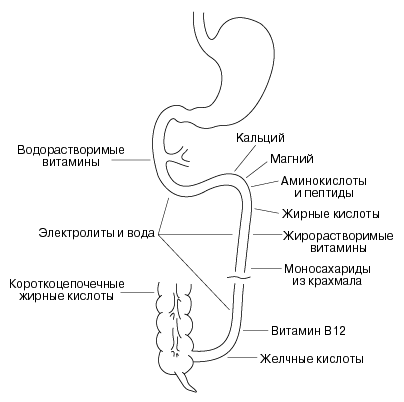 Кальций
Водорастворимые
витамины
Магний
Аминокислоты
и пептиды
Жирные кислоты
Электролиты и вода
Жирорастворимые
витамины
Моносахариды
из крахмала
Короткоцепочечные
жирные кислоты
Витамин B12
Желчные кислоты